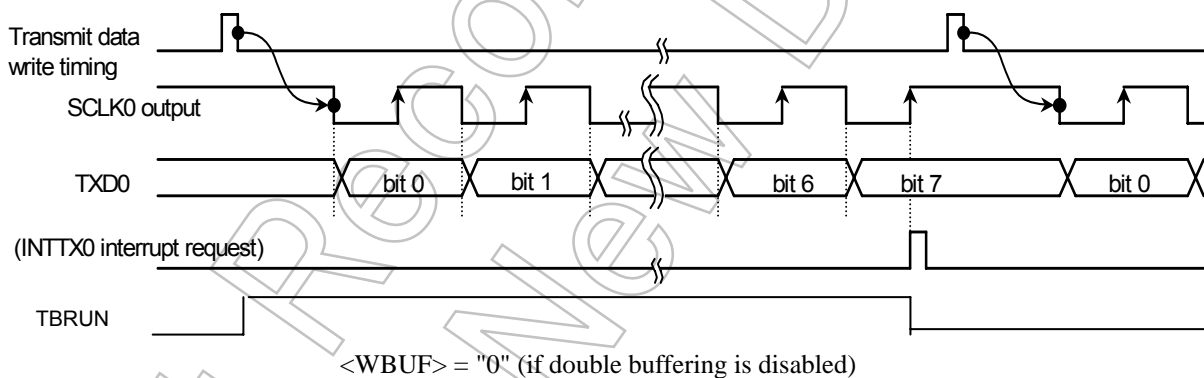 Transmit data
write timing
SCLK0 output
TXD0
bit 0
bit 1
bit 6
bit 7
bit 0
(INTTX0 interrupt request)
TBRUN
<WBUF> = "0" (if double buffering is disabled)